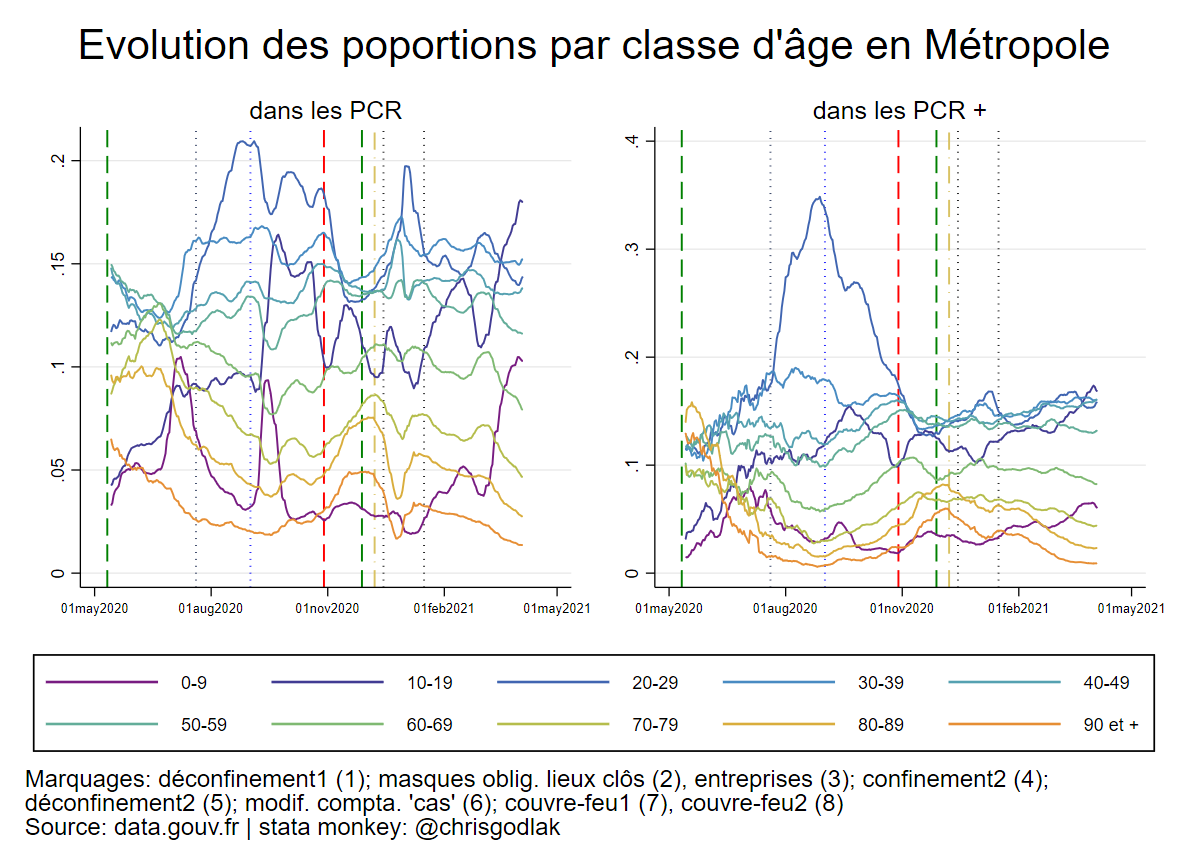 Evolution des poportions par classe d'âge en Métropole
dans les PCR
dans les PCR +
.2
.15
.1
.05
0
01may2020
01aug2020
01nov2020
01feb2021
01may2021
.4
.3
.2
.1
0
01may2020
01aug2020
01nov2020
01feb2021
01may2021
0-9
10-19
20-29
30-39
40-49
50-59
60-69
70-79
80-89
90 et +
Marquages: déconfinement1 (1); masques oblig. lieux clôs (2), entreprises (3); confinement2 (4);
déconfinement2 (5); modif. compta. 'cas' (6); couvre-feu1 (7), couvre-feu2 (8)
Source: data.gouv.fr | stata monkey: @chrisgodlak